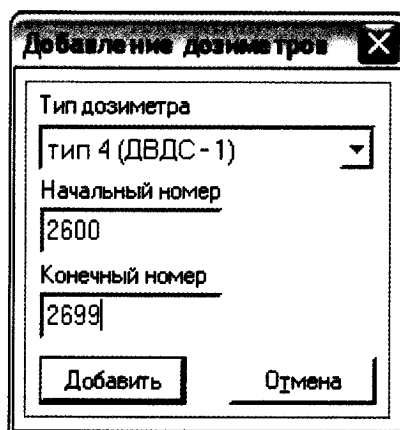 Добавление дозиметров
Тип дозиметра
тип 4 (ДВДС - 1)
Начальный номер
2600
Конечный номер
2699
Добавить
Отмена